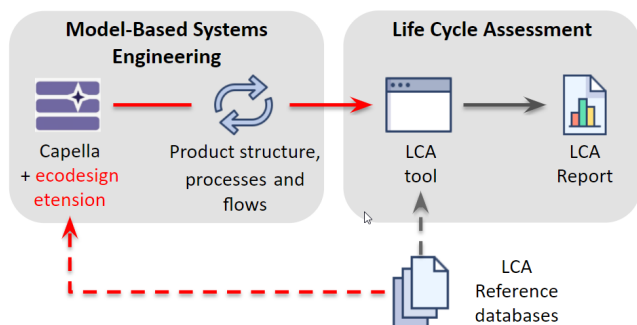 Model-Based Systems
Engineering
Life Cycle Assessment
Capella
+ ecodesign
etension
Product structure,
processes and
flows
LCA
tool
LCA
Report
LCA
Reference
databases